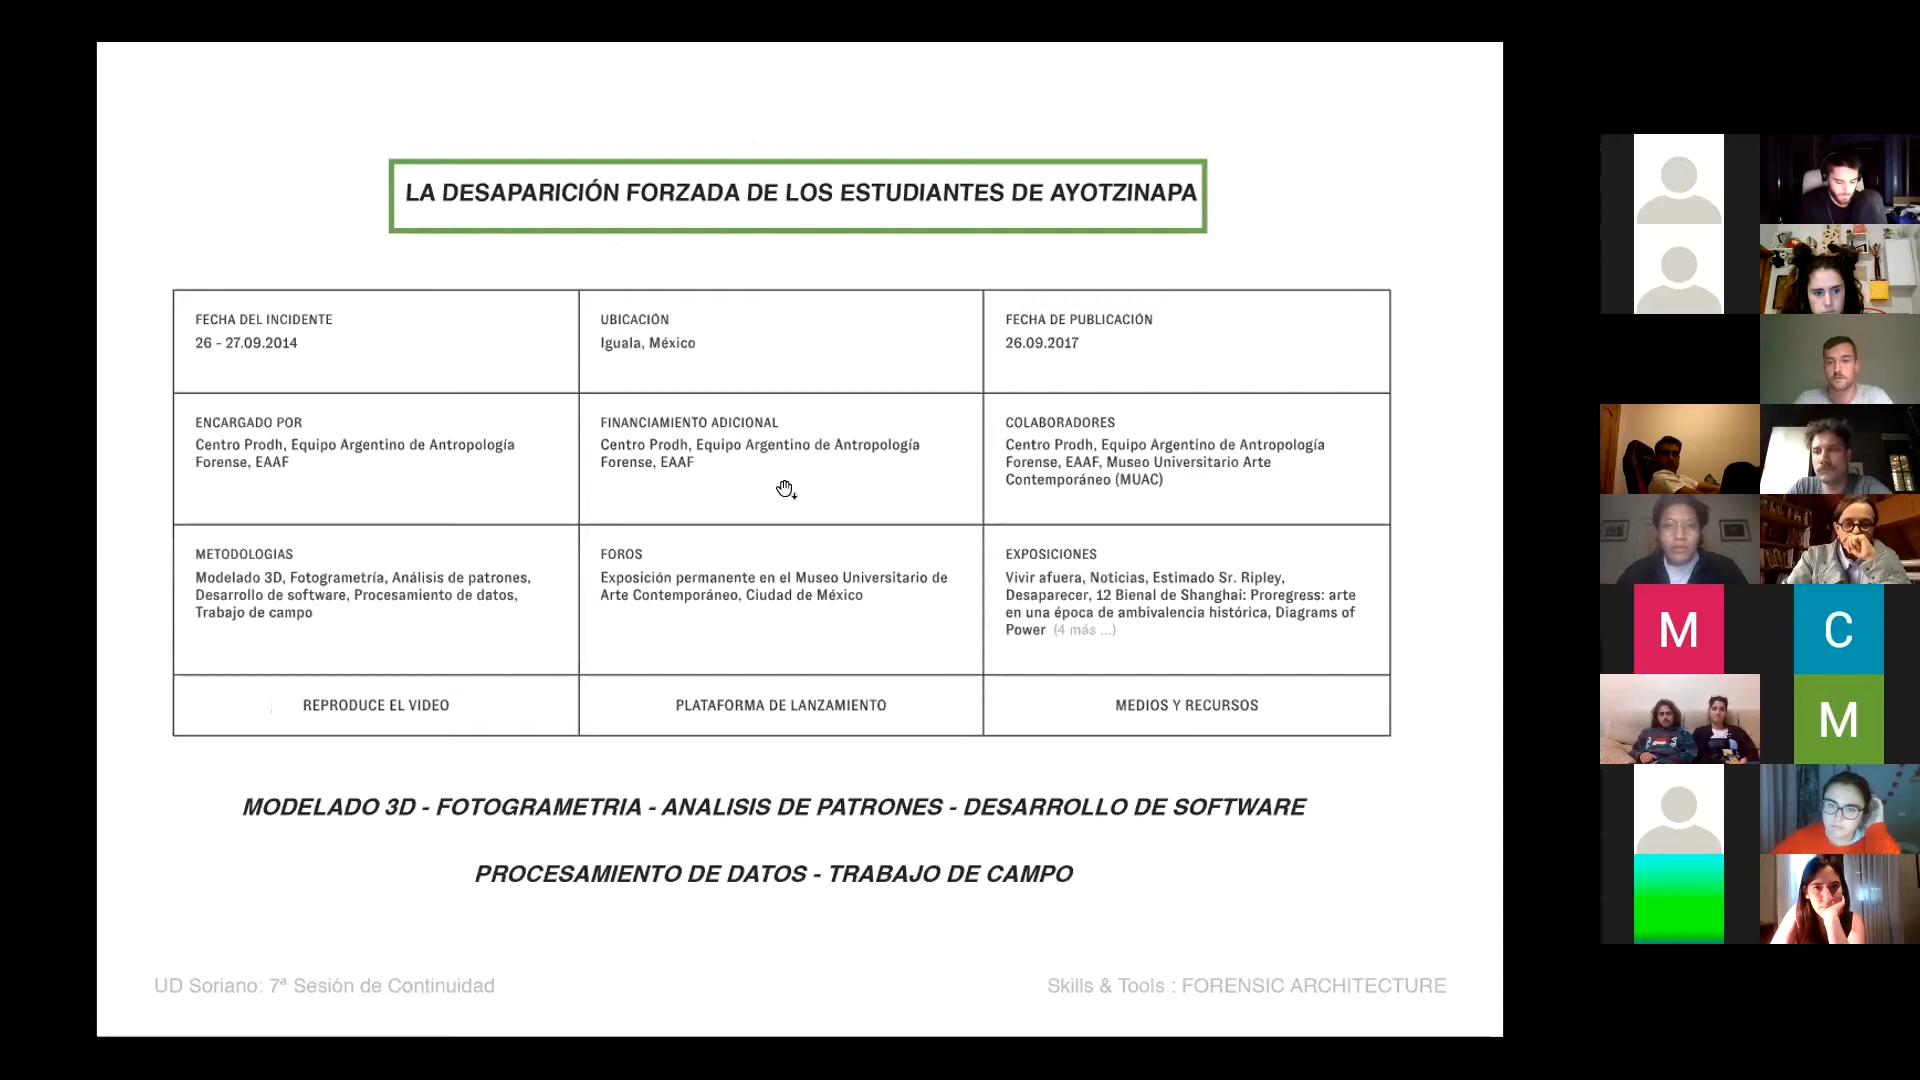 LA DESAPARICIÓN FORZADA DE LOS ESTUDIANTES DE AYOTZINAPA
FECHA DEL INCIDENTE
26 - 27.09.2014
UBICACIÓN
Iguala, México
FECHA DE PUBLICACIÓN
26.09.2017
ENCARGADO POR
Centro Prodh, Equipo Argentino de Antropología
Forense, EAAF
FINANCIAMIENTO ADICIONAL
Centro Prodh, Equipo Argentino de Antropología
Forense, EAAF
COLABORADORES
Centro Prodh, Equipo Argentino de Antropología
Forense, EAAF, Museo Universitario Arte
Contemporáneo (MUAC)
METODOLOGIAS
Modelado 3D, Fotogrametría, Análisis de patrones,
Desarrollo de software, Procesamiento de datos,
Trabajo de campo
FOROS
Exposición permanente en el Museo Universitario de
Arte Contemporáneo, Ciudad de México
EXPOSICIONES
Vivir afuera, Noticias, Estimado Sr. Ripley,
Desaparecer, 12 Bienal de Shanghai: Proregress: arte
en una época de ambivalencia histórica, Diagrams of
Power (4 más ...)
REPRODUCE EL VIDEO
PLATAFORMA DE LANZAMIENTO
MEDIOS Y RECURSOS
MODELADO 3D - FOTOGRAMETRIA - ANALISIS DE PATRONES - DESARROLLO DE SOFTWARE
PROCESAMIENTO DE DATOS - TRABAJO DE CAMPO
UD Soriano: 7ª Sesión de Continuidad
Skills & Tools : FORENSIC ARCHITECTURE
M
C
M